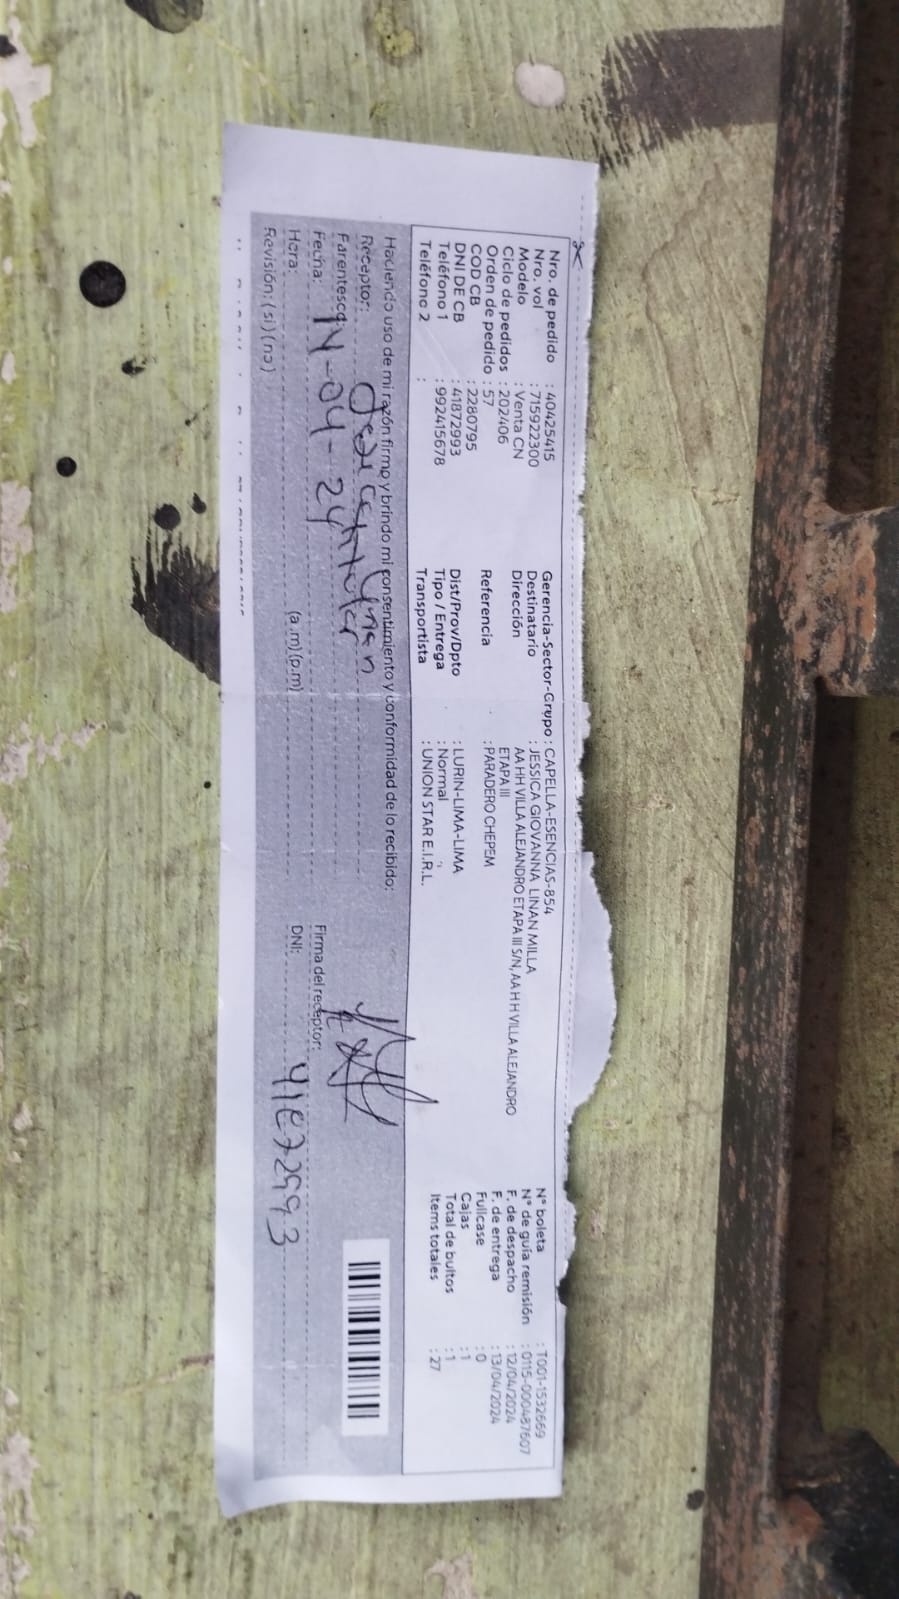 Nro. de pedido : 40425415
Nro. vol : 715922300
Modelo : Venta CN
Ciclo de pedidos : 202406
Orden de pedido : 57
COD CB : 2280795
DNI DE CB : 41872993
Teléfono 1 : 992415678
Teléfono 2 :
Gerencia-Sector-Grupo : CAPELLA-ESENCIAS-854
Destinatario : JESSICA GIOVANNA LINAN MILLA
Dirección AA HH VILLA ALEJANDRO ETAPA III S/N, AA H H VILLA ALEJANDRO
ETAPA III
Referencia : PARADERO CHEPEM
Dist/Prov/Dpto : LURIN-LIMA-LIMA
Tipo / Entrega : Normal
Transportista : UNION STAR E.I.R.L.
N° boleta : T001-1532669
N° de guía remisión : 0115-000487607
F. de despacho : 12/04/2024
F. de entrega : 13/04/2024
Fullcase : 0
Cajas : 1
Total de bultos : 1
Items totales : 27
Haciendo uso de mi razón firmo y brindo mi consentimiento y conformidad de lo recibido:
Receptor:
Parentesco:
Fecha: 14-04-24
Hora: (a.m)(p.m)
Revisión: (si) (no)
Firma del receptor:
DNI: 41872993